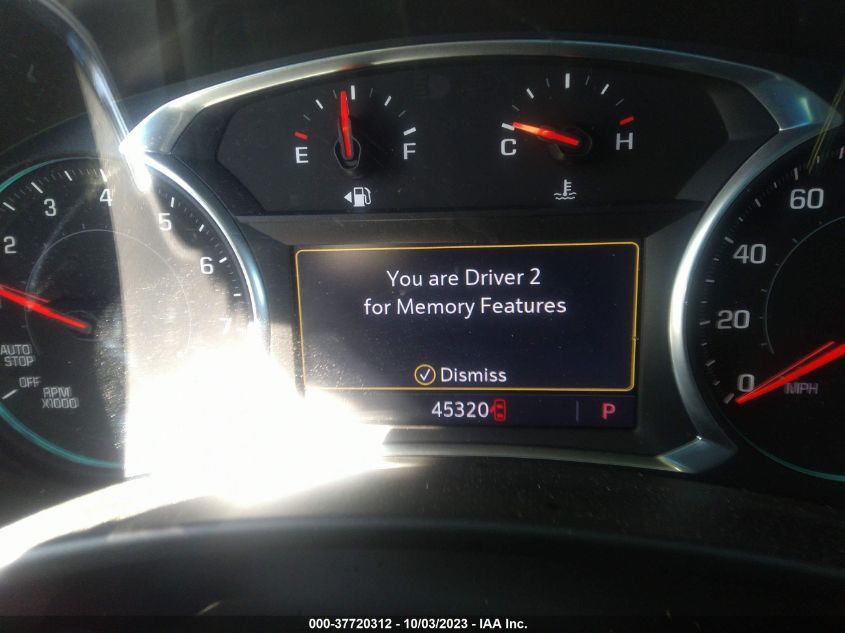 E
F
C
H
2
3
4
5
6
7
AUTO
STOP
OFF
RPM
X1000
You are Driver 2
for Memory Features
Dismiss
45320
P
60
40
20
0
MPH
000-37720312 - 10/03/2023 - IAA Inc.